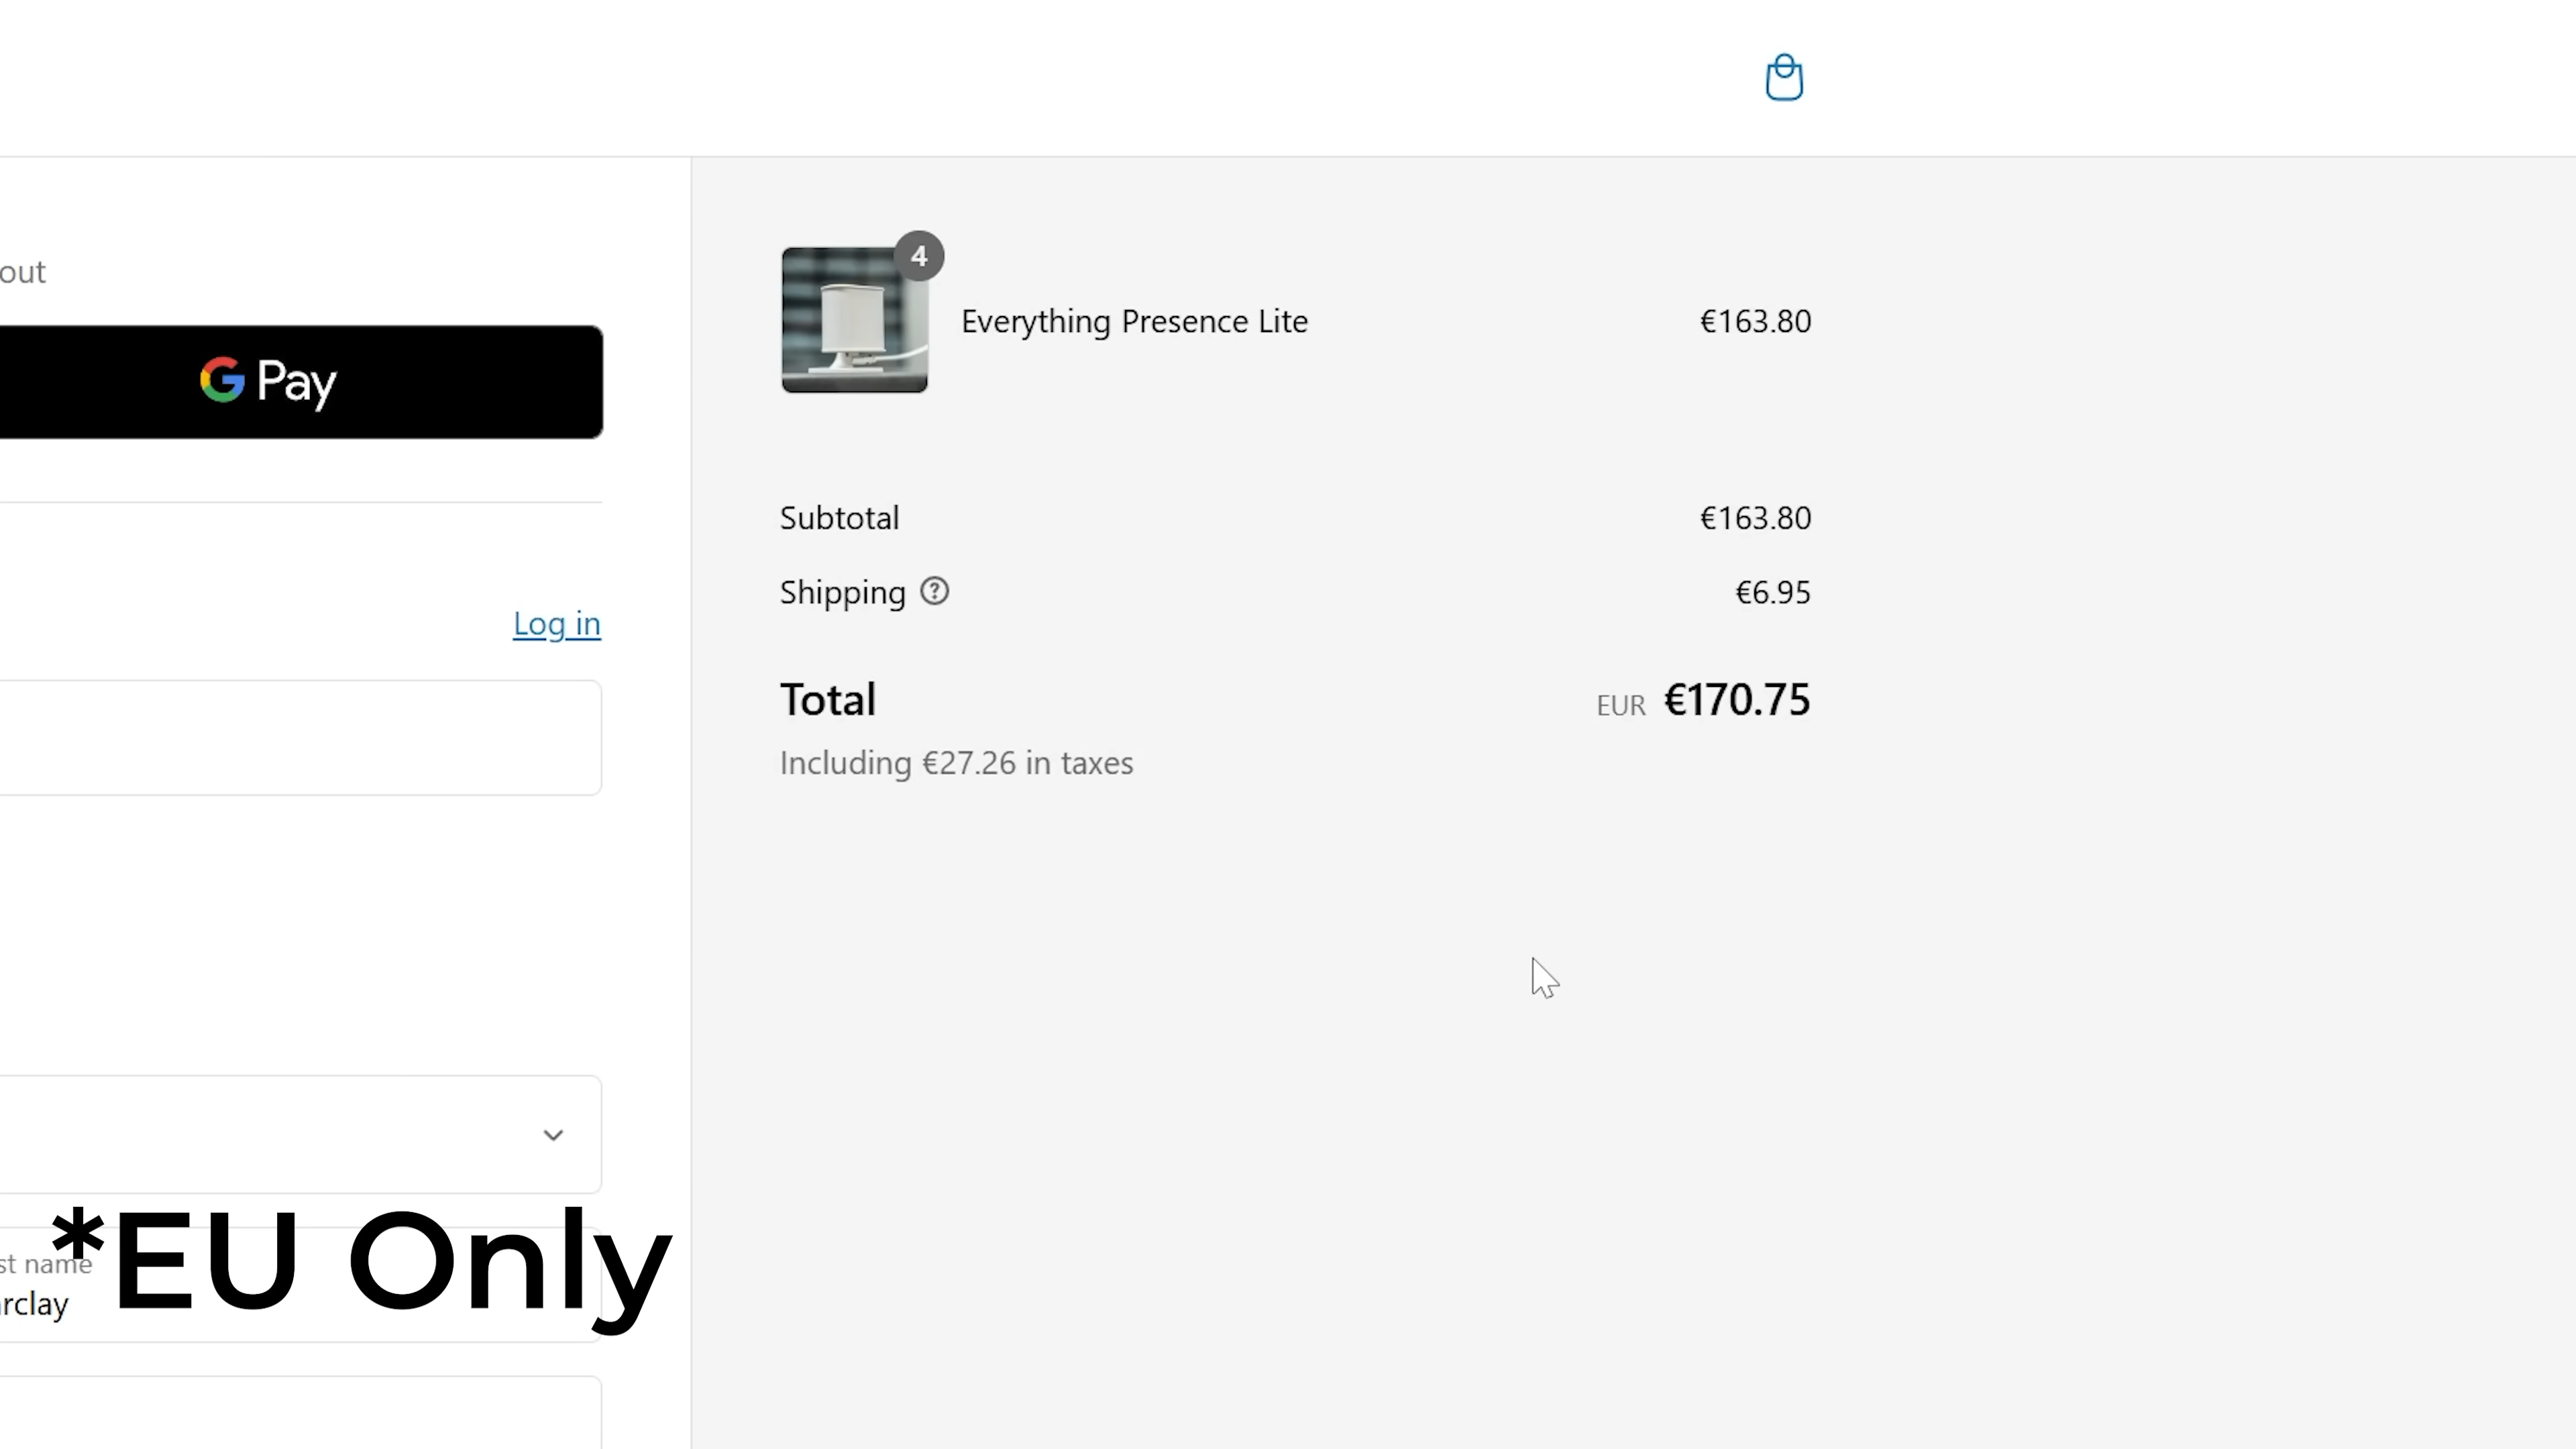 out
G Pay
Log in
st name
rclay
*EU Only
4
Everything Presence Lite €163.80
Subtotal €163.80
Shipping €6.95
Total EUR €170.75
Including €27.26 in taxes